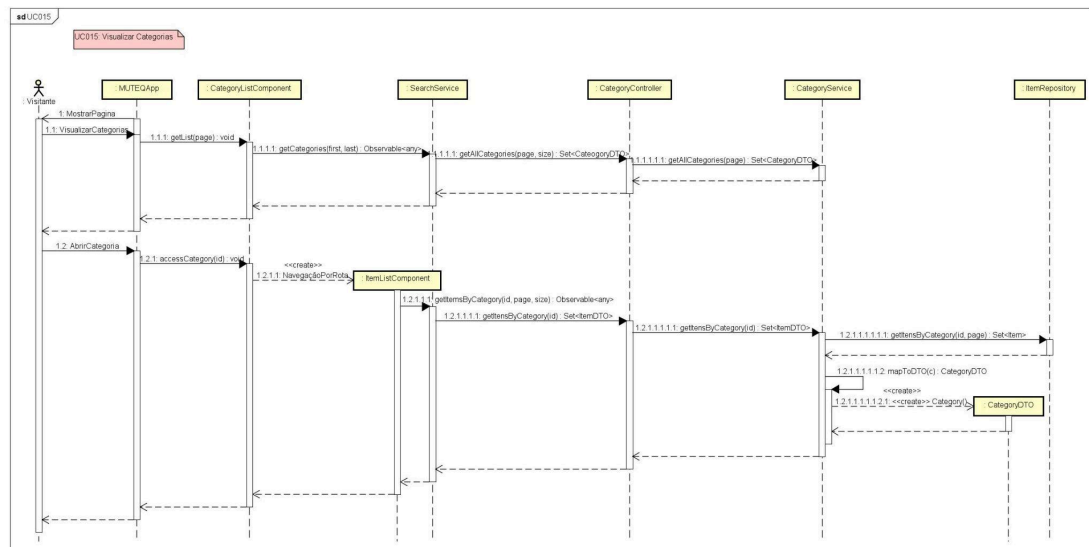 sd UC015
UC015: Visualizar Categorias
: Visitante
: MUTEQApp
: CategoryListComponent
: SearchService
: CategoryController
: CategoryService
: ItemRepository
1: MostrarPagina
1.1: VisualizarCategorias
1.1.1: getList(page) : void
1.1.1.1: getCategories(first, last) : Observable<any>
1.1.1.1.1: getAllCategories(page, size) : Set<CateogoryDTO>
1.1.1.1.1.1: getAllCategories(page) : Set<CategoryDTO>
1.2: AbrirCategoria
1.2.1: accessCategory(id) : void
<<create>>
1.2.1.1: NavegaçãoPorRota
: ItemListComponent
1.2.1.1.1: getItemsByCategory(id, page, size) : Observable<any>
1.2.1.1.1.1: getItensByCategory(id) : Set<ItemDTO>
1.2.1.1.1.1.1: getItensByCategory(id) : Set<ItemDTO>
1.2.1.1.1.1.1.1: getItensByCategory(id, page) : Set<Item>
1.2.1.1.1.1.1.2: mapToDTO(c) : CategoryDTO
<<create>>
1.2.1.1.1.1.1.2.1: <<create>> Category()
: CategoryDTO